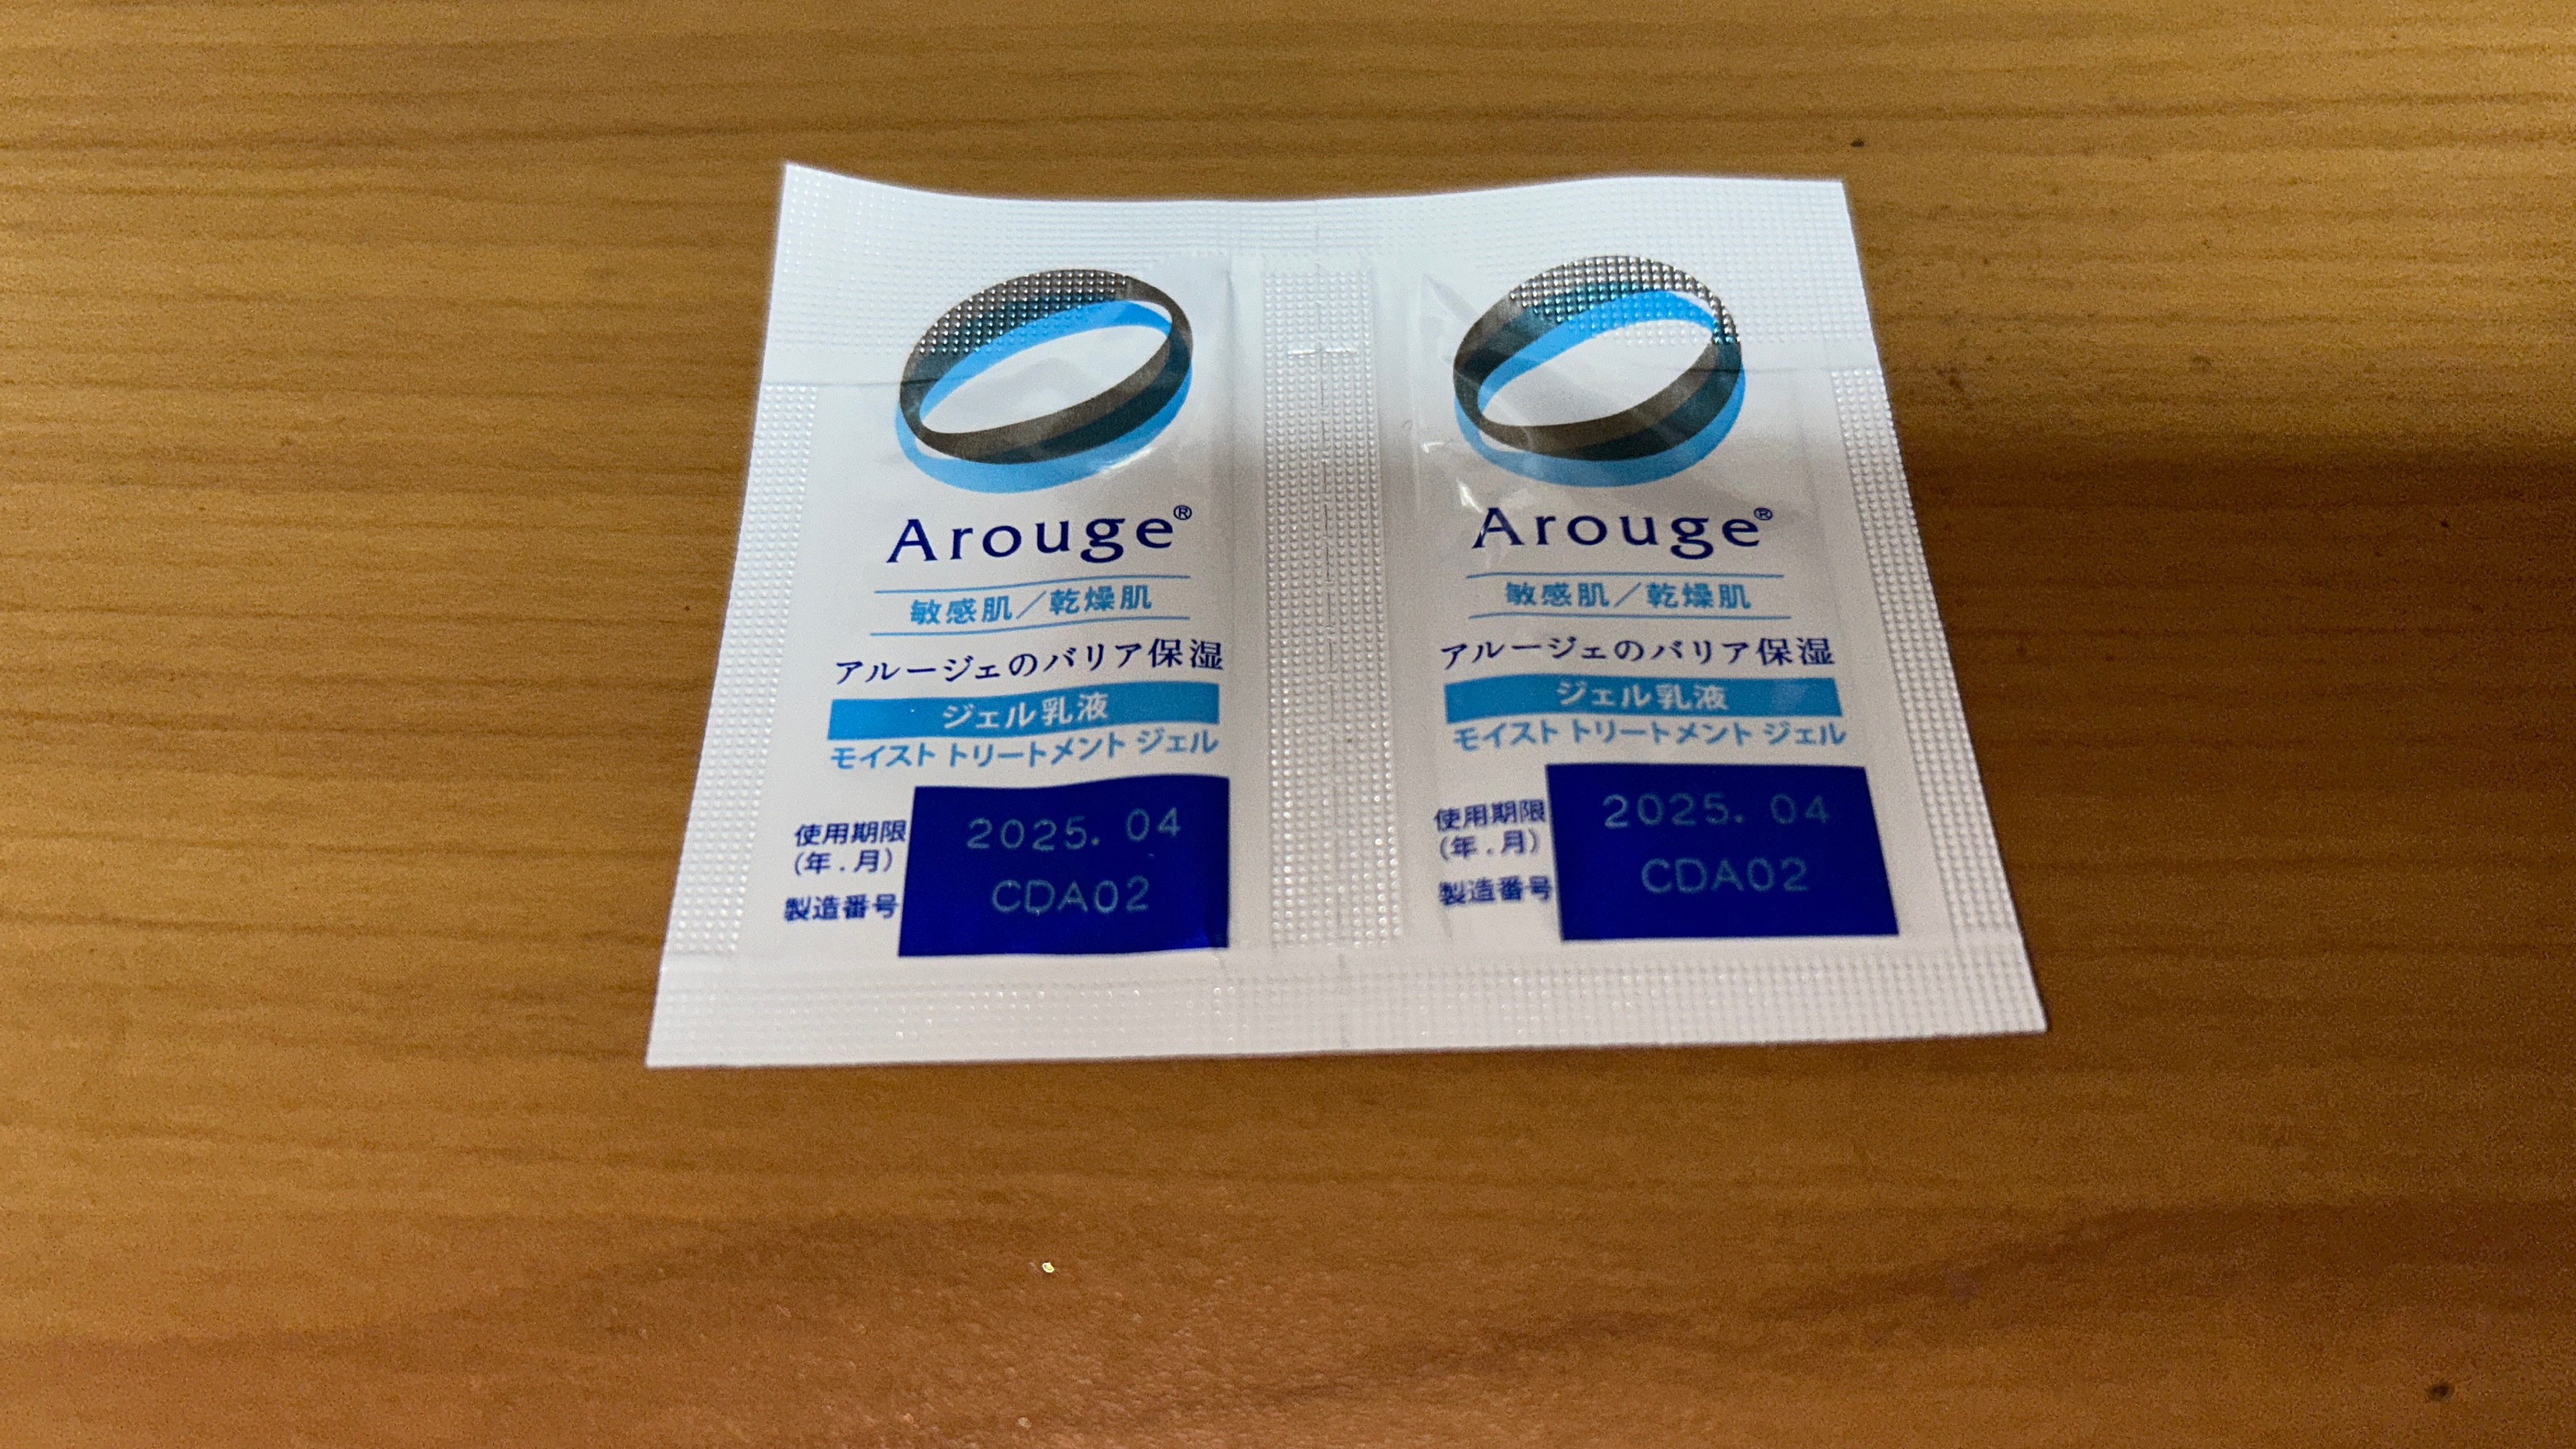 Arouge®
敏感肌/乾燥肌
アルージェのバリア保湿
ジェル乳液
モイスト トリートメント ジェル
使用期限 2025. 04
(年.月)
製造番号 CDA02
Arouge®
敏感肌/乾燥肌
アルージェのバリア保湿
ジェル乳液
モイスト トリートメント ジェル
使用期限 2025. 04
(年.月)
製造番号 CDA02